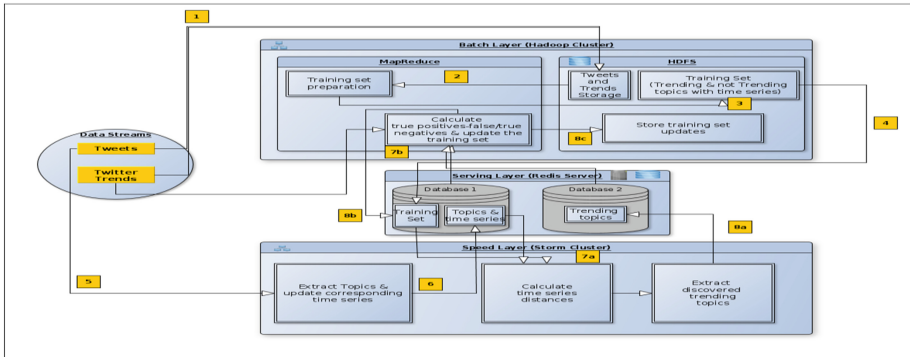 1
Batch Layer (Hadoop Cluster)
MapReduce
HDFS
Training set
preparation
2
Tweets
and
Trends
Storage
Training Set
(Trending & not Trending
topics with time series)
3
4
Calculate
true positives-false/true
negatives & update the
training set
8c
Store training set
updates
7b
Data Streams
Tweets
Twitter
Trends
Serving Layer (Redis Server)
Database 1
Database 2
8b
Training
Set
Topics &
time series
Trending
topics
8a
Speed Layer (Storm Cluster)
7a
5
Extract Topics &
update corresponding
time series
6
Calculate
time series
distances
Extract
discovered
trending
topics